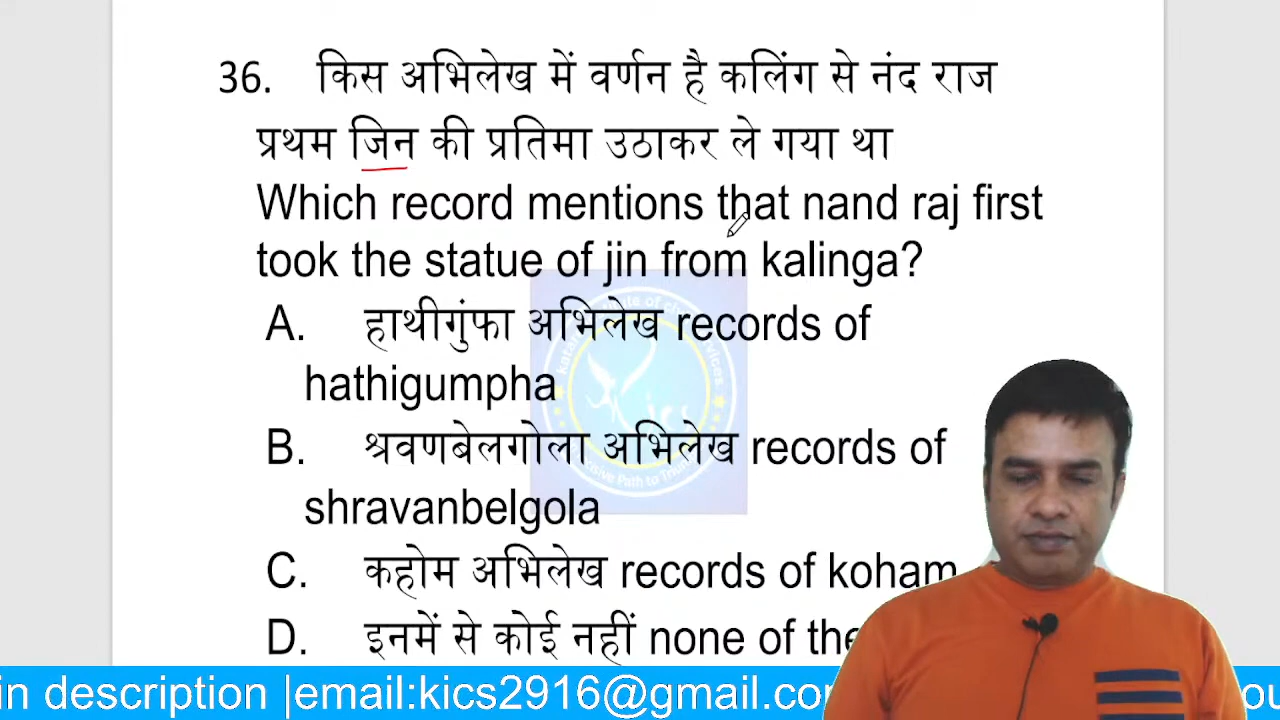 36. किस अभिलेख में वर्णन है कलिंग से नंद राज
प्रथम जिन की प्रतिमा उठाकर ले गया था
Which record mentions that nand raj first
took the statue of jin from kalinga?
A. हाथीगुंफा अभिलेख records of
hathigumpha
B. श्रवणबेलगोला अभिलेख records of
shravanbelgola
C. कहोम अभिलेख records of koham
D. इनमें से कोई नहीं none of the
in description |email:kics2916@gmail.com